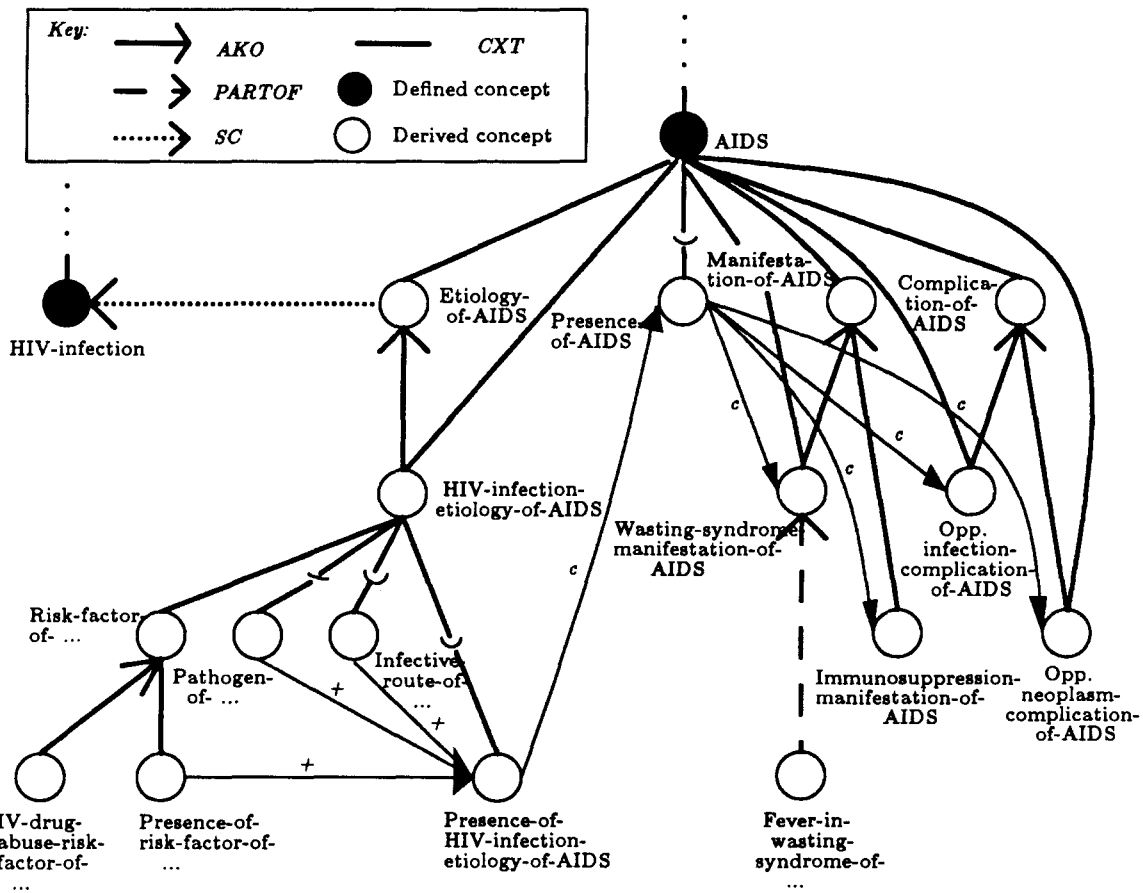 Key:
AKO
CXT
PARTOF
Defined concept
SC
Derived concept
AIDS
HIV-infection
Etiology-
of-AIDS
Presence-
of-AIDS
Manifesta-
tion-of-AIDS
Complica-
tion-of-
AIDS
c
c
c
c
c
HIV-infection-
etiology-of-AIDS
Wasting-syndrome-
manifestation-of-
AIDS
Opp.
infection-
complication-
of-AIDS
Risk-factor-
of- ...
Pathogen-
of- ...
Infective-
route-of-
...
+
+
+
Immunosuppression-
manifestation-of-
AIDS
Opp.
neoplasm-
complication-
of-AIDS
IV-drug-
abuse-risk-
factor-of-
...
Presence-of-
risk-factor-of-
...
Presence-of-
HIV-infection-
etiology-of-AIDS
Fever-in-
wasting-
syndrome-of-
...